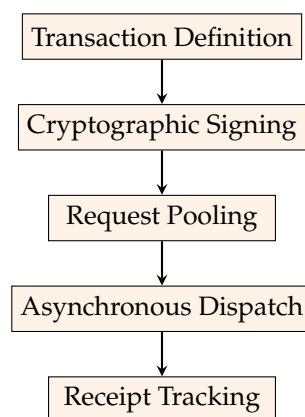 Transaction Definition
Cryptographic Signing
Request Pooling
Asynchronous Dispatch
Receipt Tracking